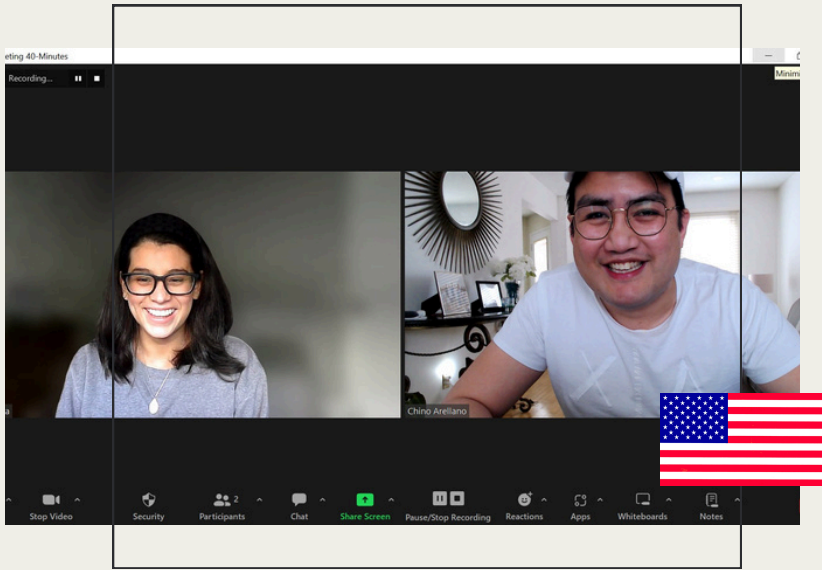 eting 40-Minutes
Recording...
Minimi
a
Chino Arellano
Stop Video
Security
Participants
2
Chat
Share Screen
Pause/Stop Recording
Reactions
Apps
Whiteboards
Notes